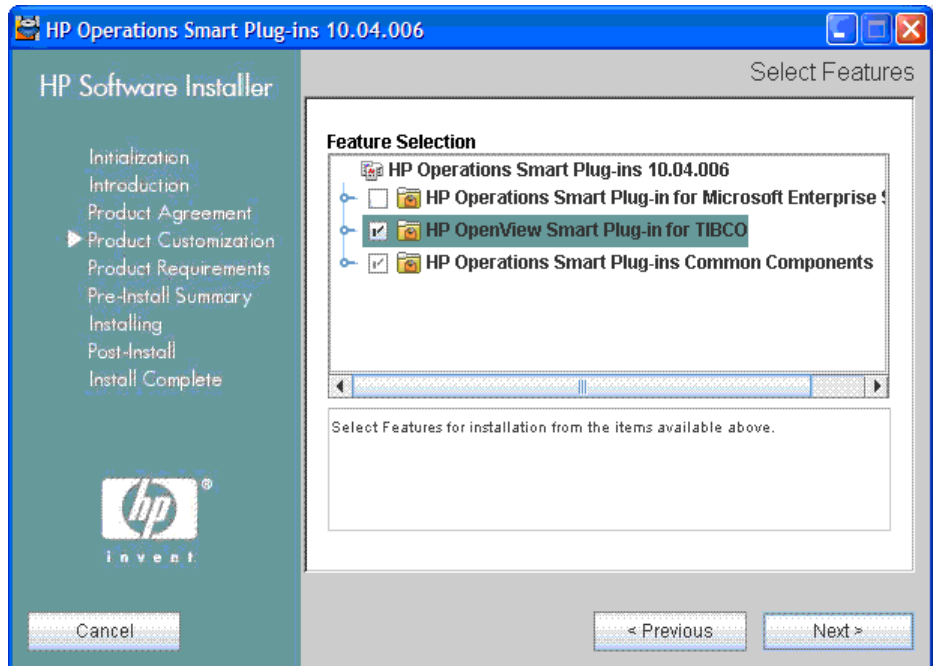 HP Operations Smart Plug-ins 10.04.006
HP Software Installer
Select Features
Initialization
Introduction
Product Agreement
Product Customization
Product Requirements
Pre-Install Summary
Installing
Post-Install
Install Complete
Feature Selection
HP Operations Smart Plug-ins 10.04.006
HP Operations Smart Plug-in for Microsoft Enterprise
HP OpenView Smart Plug-in for TIBCO
HP Operations Smart Plug-ins Common Components
Select Features for installation from the items available above.
hp
®
invent
Cancel
< Previous
Next >